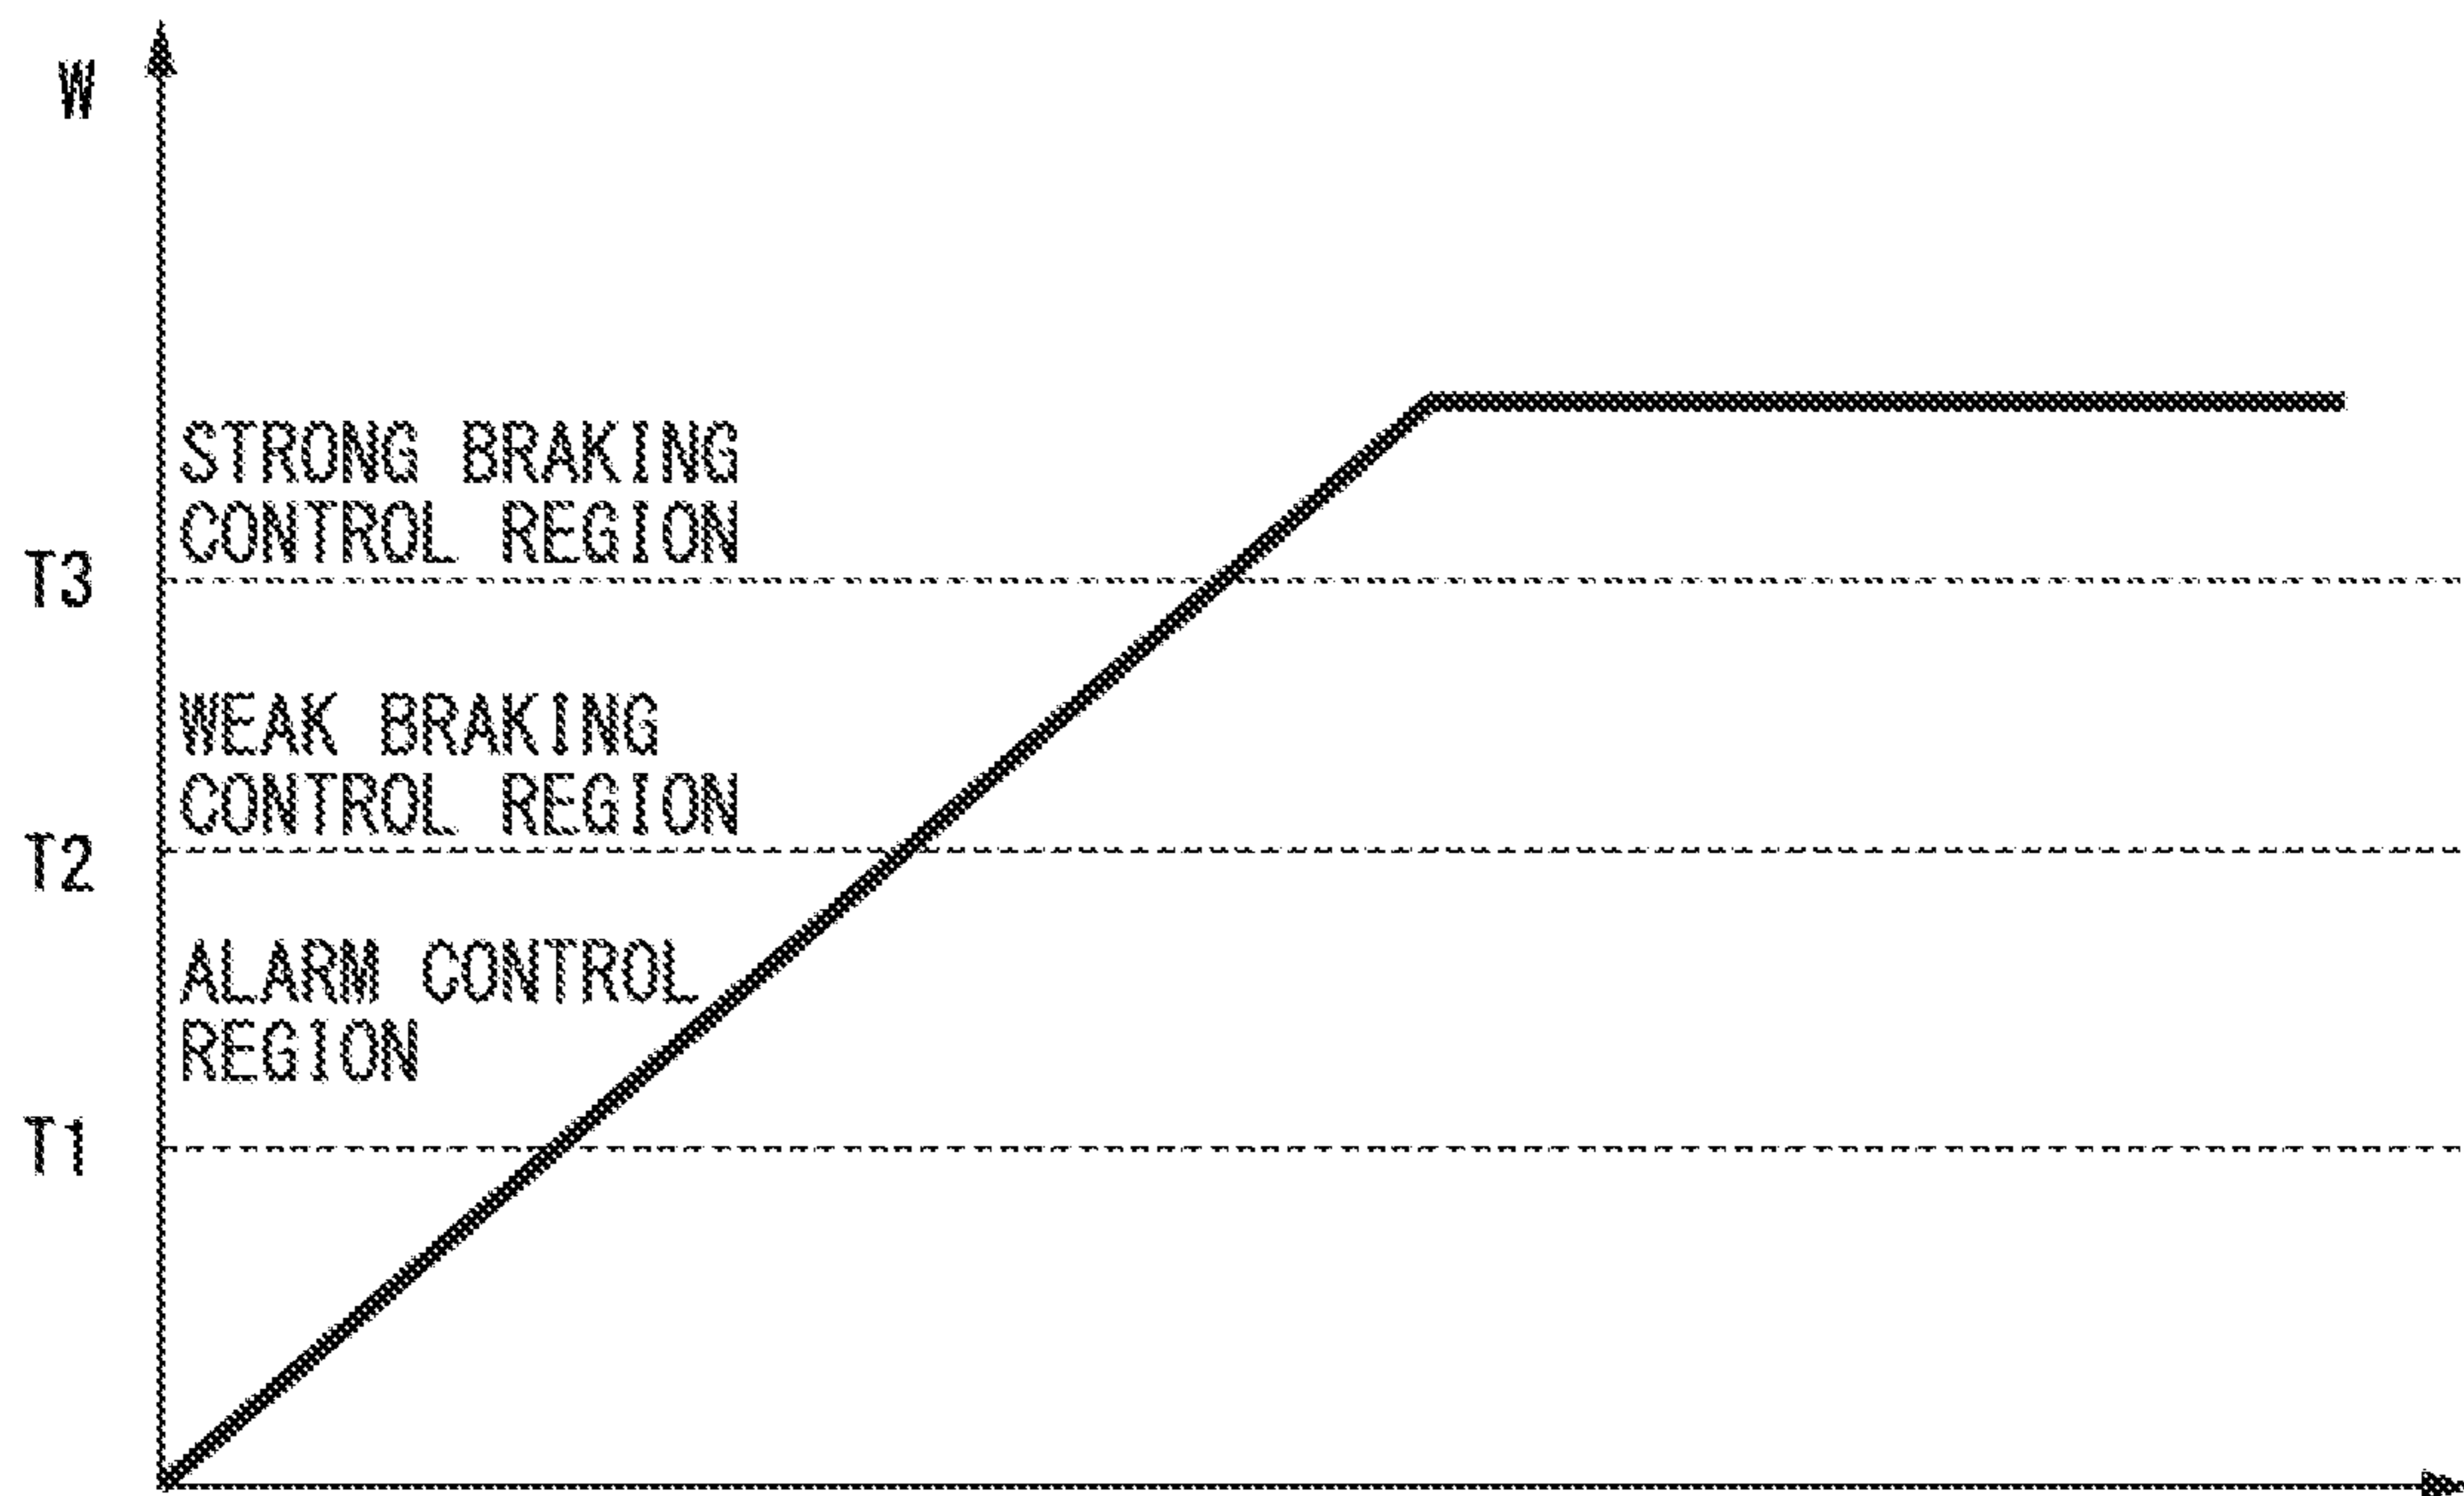 W
STRONG BRAKING
CONTROL REGION
T3
WEAK BRAKING
CONTROL REGION
T2
ALARM CONTROL
REGION
T1